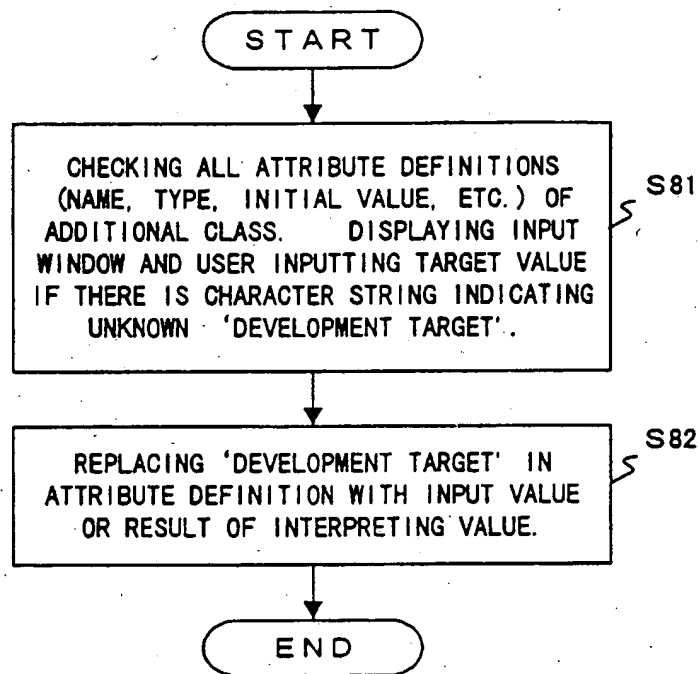 START
CHECKING ALL ATTRIBUTE DEFINITIONS
(NAME, TYPE, INITIAL VALUE, ETC.) OF
ADDITIONAL CLASS. DISPLAYING INPUT
WINDOW AND USER INPUTTING TARGET VALUE
IF THERE IS CHARACTER STRING INDICATING
UNKNOWN 'DEVELOPMENT TARGET'.
S81
REPLACING 'DEVELOPMENT TARGET' IN
ATTRIBUTE DEFINITION WITH INPUT VALUE
OR RESULT OF INTERPRETING VALUE.
S82
END